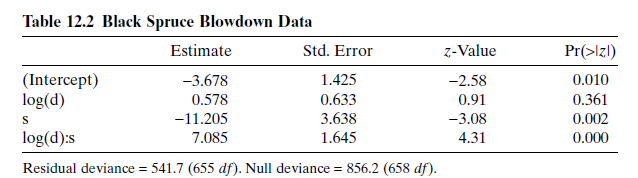 Table 12.2 Black Spruce Blowdown Data
Estimate Std. Error z-Value Pr(>|z|)
(Intercept) −3.678 1.425 −2.58 0.010
log(d) 0.578 0.633 0.91 0.361
s −11.205 3.638 −3.08 0.002
log(d):s 7.085 1.645 4.31 0.000
Residual deviance = 541.7 (655 df). Null deviance = 856.2 (658 df).